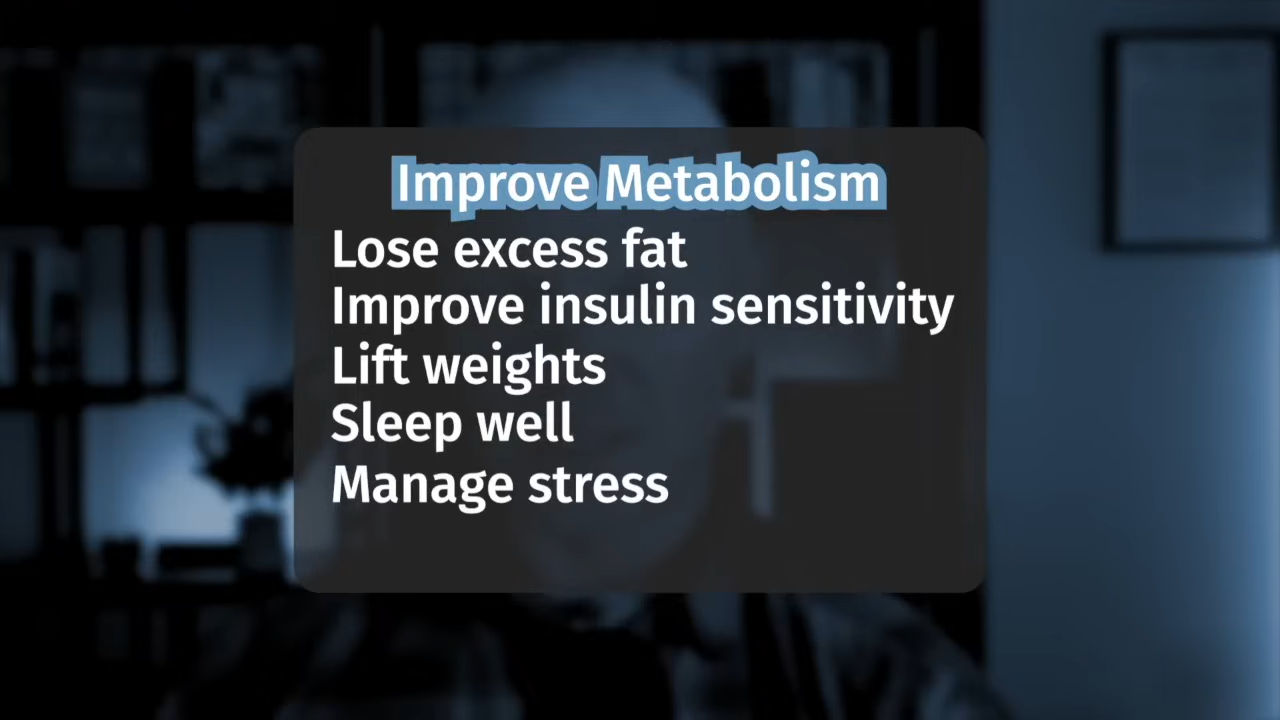 Improve Metabolism
Lose excess fat
Improve insulin sensitivity
Lift weights
Sleep well
Manage stress